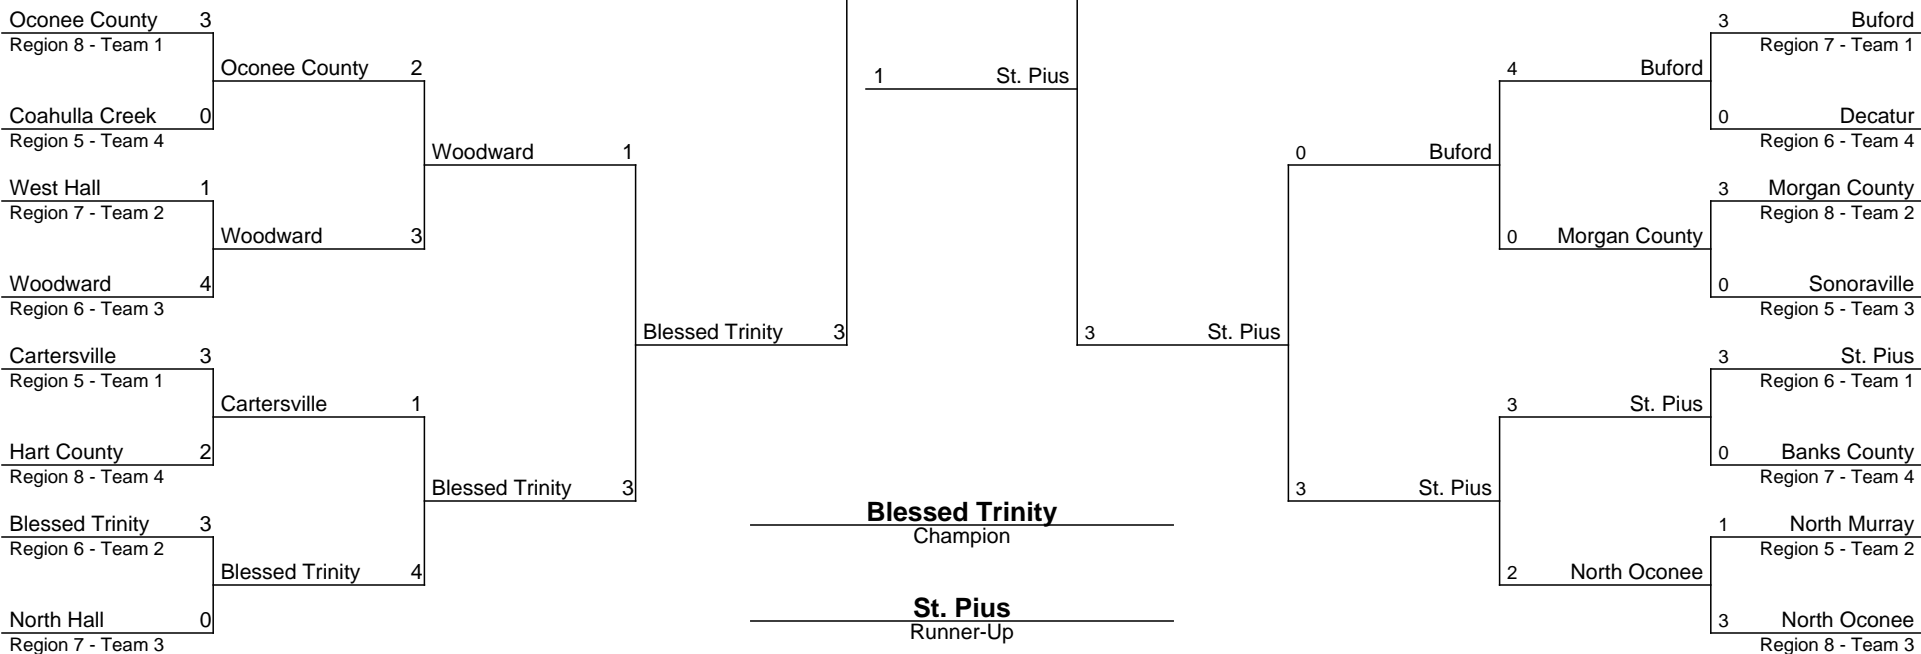 Oconee County 3
Region 8 - Team 1
Oconee County 2
Coahulla Creek 0
Region 5 - Team 4
Woodward 1
West Hall 1
Region 7 - Team 2
Woodward 3
Woodward 4
Region 6 - Team 3
Blessed Trinity 3
Cartersville 3
Region 5 - Team 1
Cartersville 1
Hart County 2
Region 8 - Team 4
Blessed Trinity 3
Blessed Trinity 3
Region 6 - Team 2
Blessed Trinity 4
North Hall 0
Region 7 - Team 3
1 St. Pius
Blessed Trinity
Champion
St. Pius
Runner-Up
3 Buford
Region 7 - Team 1
4 Buford
0 Decatur
Region 6 - Team 4
0 Buford
3 Morgan County
Region 8 - Team 2
0 Morgan County
0 Sonoraville
Region 5 - Team 3
3 St. Pius
3 St. Pius
Region 6 - Team 1
3 St. Pius
0 Banks County
Region 7 - Team 4
3 St. Pius
1 North Murray
Region 5 - Team 2
2 North Oconee
3 North Oconee
Region 8 - Team 3